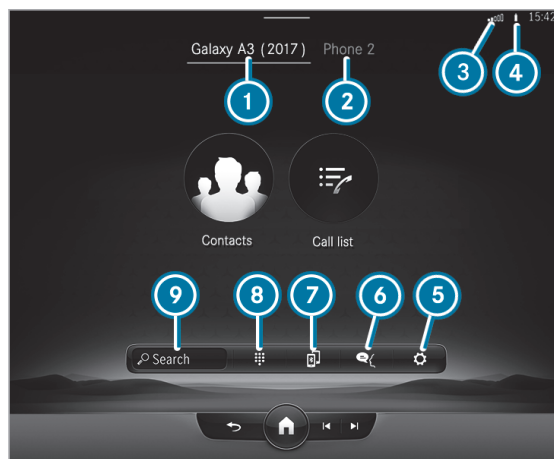 15:42
Galaxy A3 (2017) Phone 2
3 4
1 2
Contacts Call list
9 8 7 6 5
Search